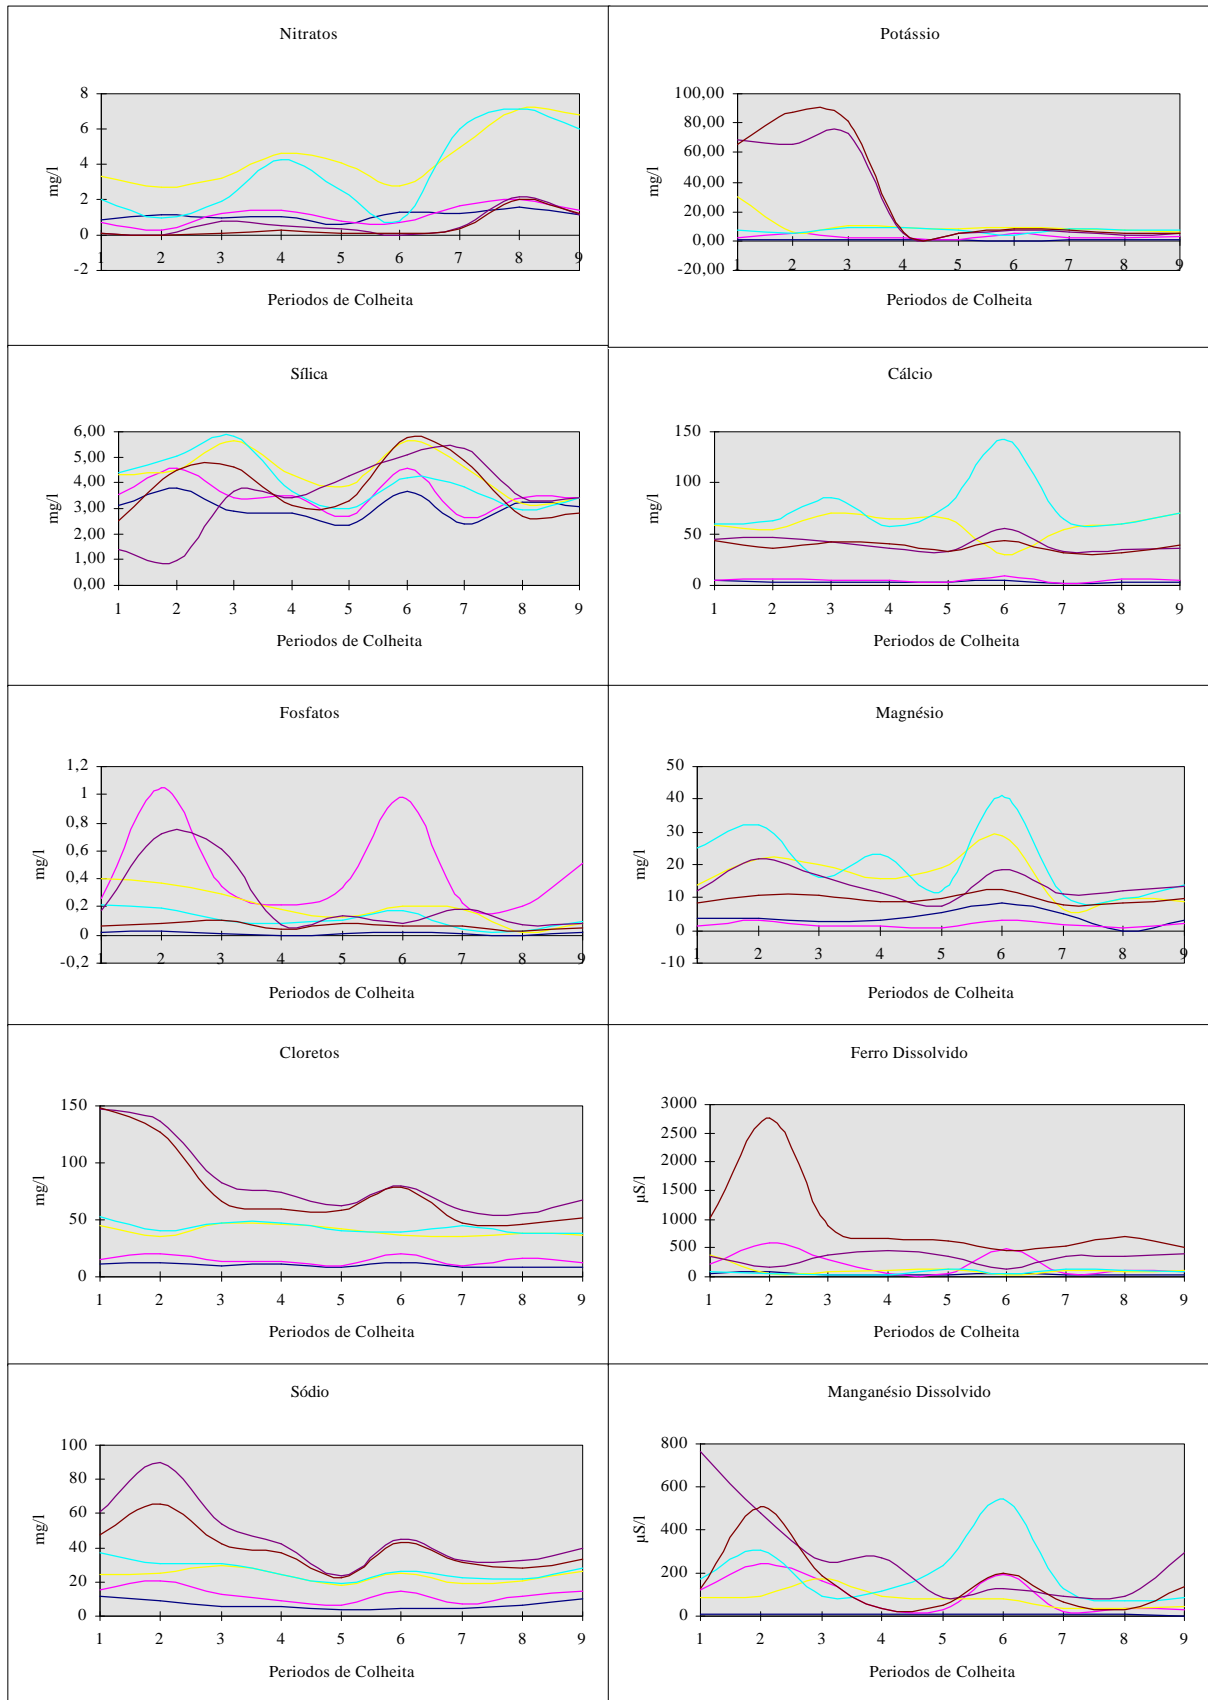 Nitratos
8
6
4
2
0
-2
mg/l
1 2 3 4 5 6 7 8 9
Periodos de Colheita
Potássio
100,00
80,00
60,00
40,00
20,00
0,00
-20,00
mg/l
1 2 3 4 5 6 7 8 9
Periodos de Colheita
Sílica
6,00
5,00
4,00
3,00
2,00
1,00
0,00
mg/l
1 2 3 4 5 6 7 8 9
Periodos de Colheita
Cálcio
150
100
50
0
mg/l
1 2 3 4 5 6 7 8 9
Periodos de Colheita
Fosfatos
1,2
1
0,8
0,6
0,4
0,2
0
-0,2
mg/l
1 2 3 4 5 6 7 8 9
Periodos de Colheita
Magnésio
50
40
30
20
10
0
-10
mg/l
1 2 3 4 5 6 7 8 9
Periodos de Colheita
Cloretos
150
100
50
0
mg/l
1 2 3 4 5 6 7 8 9
Periodos de Colheita
Ferro Dissolvido
3000
2500
2000
1500
1000
500
0
µS/l
1 2 3 4 5 6 7 8 9
Periodos de Colheita
Sódio
100
80
60
40
20
0
mg/l
1 2 3 4 5 6 7 8 9
Periodos de Colheita
Manganésio Dissolvido
800
600
400
200
0
µS/l
1 2 3 4 5 6 7 8 9
Periodos de Colheita